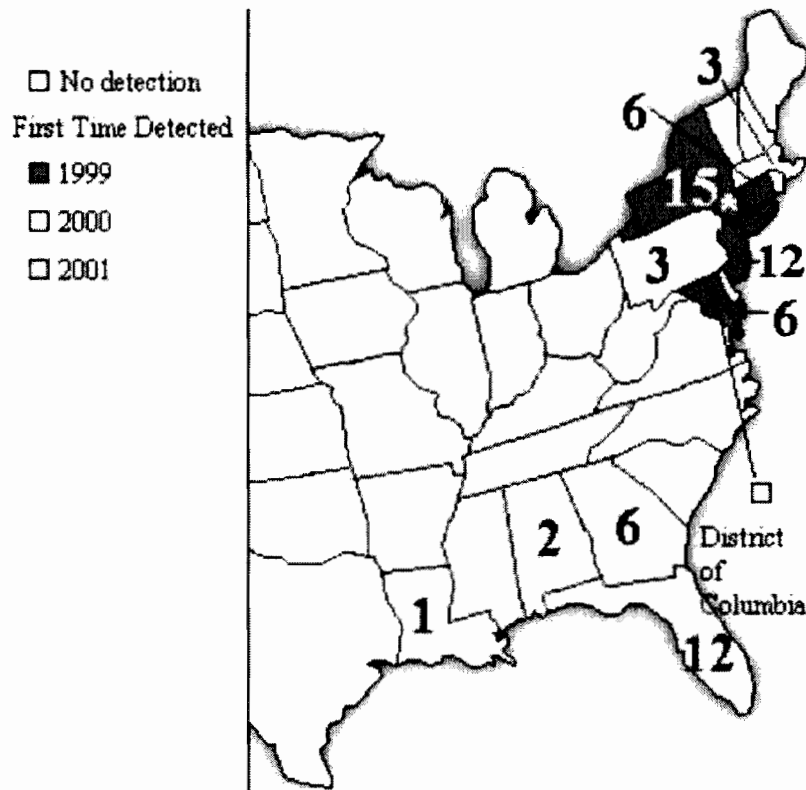 No detection
First Time Detected
1999
2000
2001
3
6
15
3
12
6
2
6
1
12
District
of
Columbia